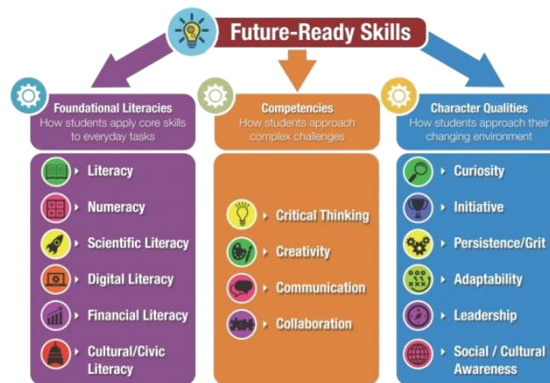 Future-Ready Skills
Foundational Literacies
How students apply core skills
to everyday tasks
Literacy
Numeracy
Scientific Literacy
Digital Literacy
Financial Literacy
Cultural/Civic
Literacy
Competencies
How students approach
complex challenges
Critical Thinking
Creativity
Communication
Collaboration
Character Qualities
How students approach their
changing environment
Curiosity
Initiative
Persistence/Grit
Adaptability
Leadership
Social / Cultural
Awareness